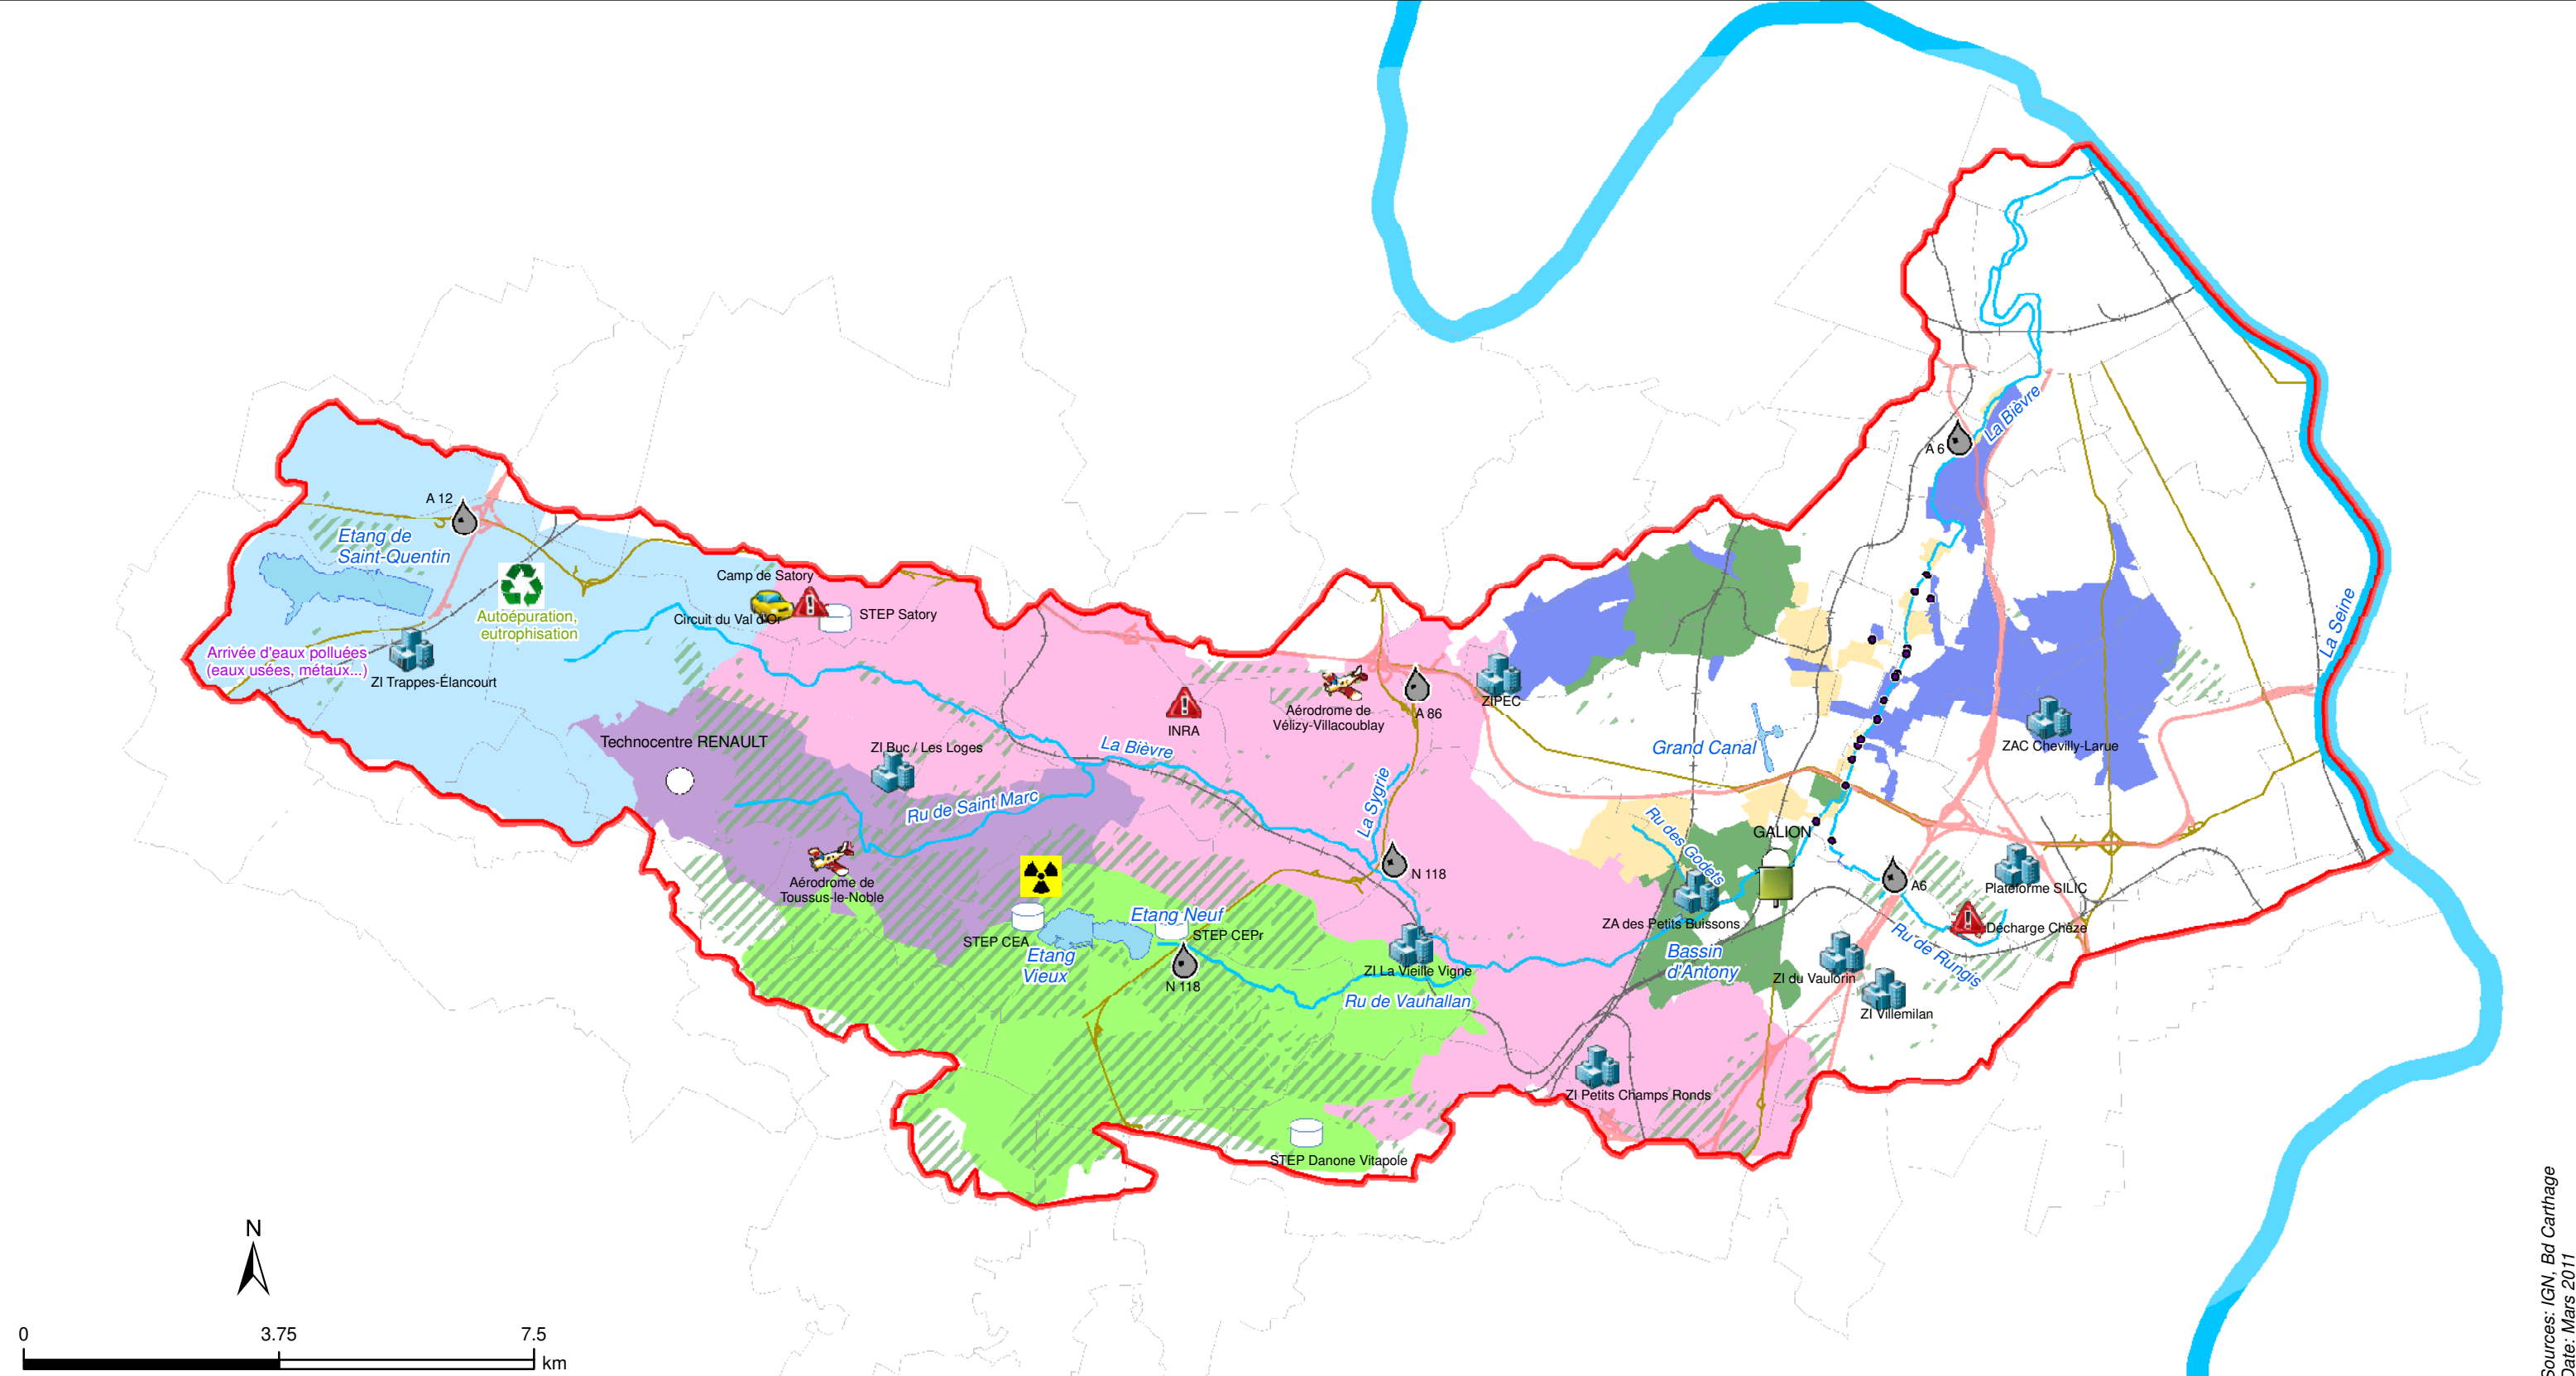 A 6
La Bièvre
A 12
Etang de
Saint-Quentin
Camp de Satory
Circuit du Val d'Or
STEP Satory
Autoépuration,
eutrophisation
Arrivée d'eaux polluées
(eaux usées, métaux...)
ZI Trappes-Élancourt
La Seine
Technocentre RENAULT
ZI Buc / Les Loges
La Bièvre
INRA
Aérodrome de
Vélizy-Villacoublay
A 86
ZIPEC
Grand Canal
ZAC Chevilly-Larue
Ru de Saint Marc
La Sygrie
Ru des Godets
GALION
Aérodrome de
Toussus-le-Noble
N 118
A6
Plateforme SILIC
STEP CEA
Etang Neuf
STEP CEPr
Etang
Vieux
N 118
ZI La Vieille Vigne
Ru de Vauhallan
ZA des Petits Buissons
Bassin
d'Antony
ZI du Vaulorin
ZI Villemilan
Décharge Chèze
Ru de Rungis
ZI Petits Champs Ronds
STEP Danone Vitapole
N
0 3.75 7.5
km
Sources: IGN, Bd Carthage
Date: Mars 2011